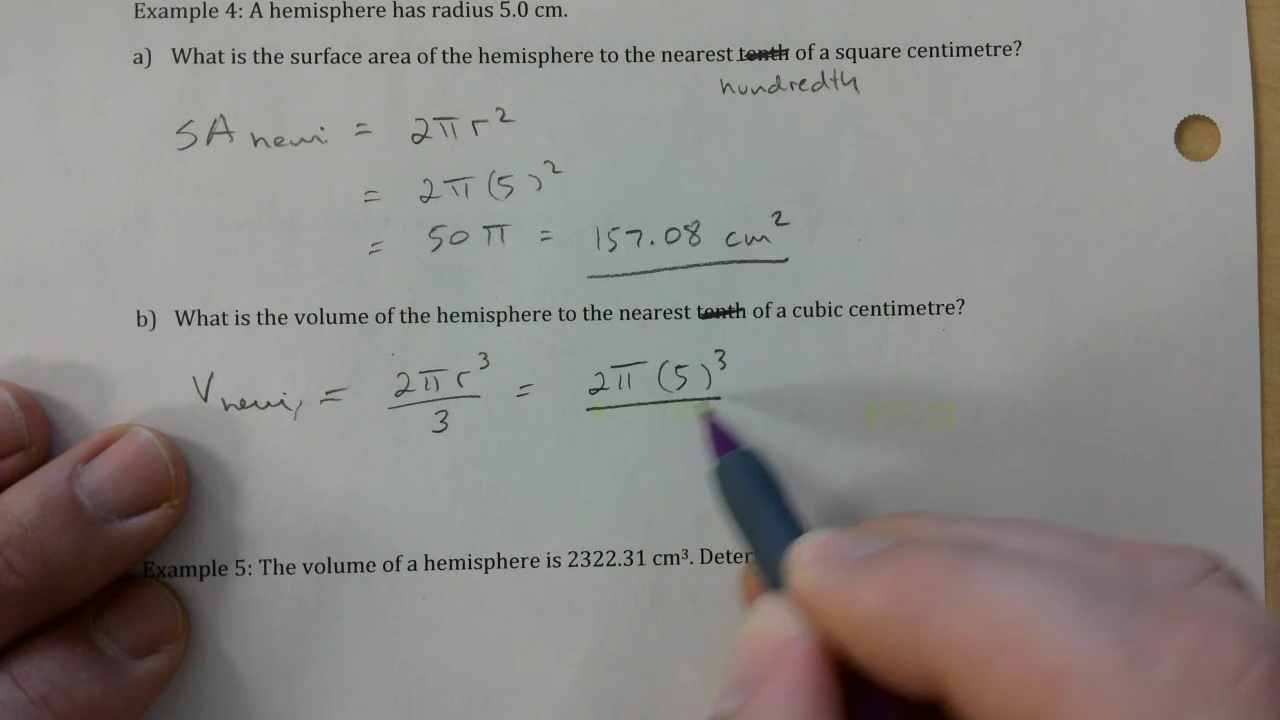 Example 4: A hemisphere has radius 5.0 cm.
a) What is the surface area of the hemisphere to the nearest tenth of a square centimetre?
hundredth
SA hemi = 2πr²
= 2π(5)²
= 50π = 157.08 cm²
b) What is the volume of the hemisphere to the nearest tenth of a cubic centimetre?
V hemi = 2πr³ = 2π(5)³
3
Example 5: The volume of a hemisphere is 2322.31 cm³. Deter